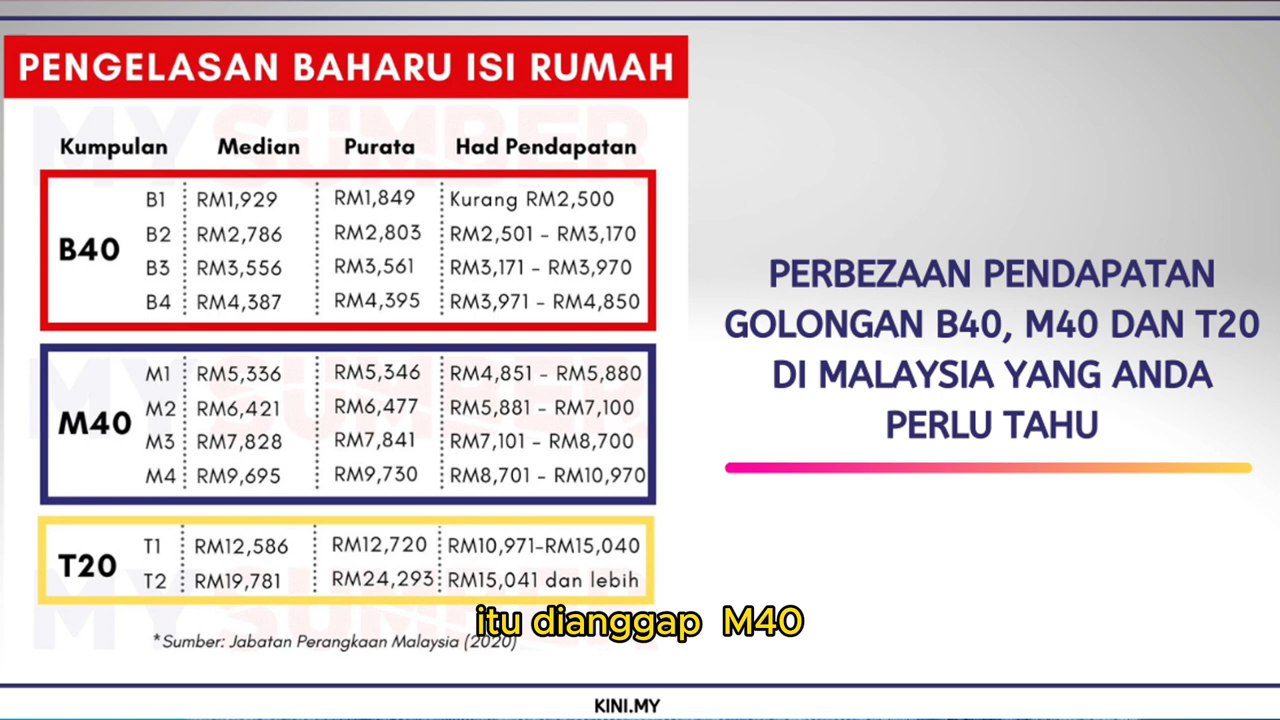 PENGELASAN BAHARU ISI RUMAH
MY SUMBER
Kumpulan Median Purata Had Pendapatan
B40
B1 RM1,929 RM1,849 Kurang RM2,500
B2 RM2,786 RM2,803 RM2,501 – RM3,170
B3 RM3,556 RM3,561 RM3,171 – RM3,970
B4 RM4,387 RM4,395 RM3,971 – RM4,850
M40
M1 RM5,336 RM5,346 RM4,851 – RM5,880
M2 RM6,421 RM6,477 RM5,881 – RM7,100
M3 RM7,828 RM7,841 RM7,101 – RM8,700
M4 RM9,695 RM9,730 RM8,701 – RM10,970
T20
T1 RM12,586 RM12,720 RM10,971–RM15,040
T2 RM19,781 RM24,293 RM15,041 dan lebih
*Sumber: Jabatan Perangkaan Malaysia (2020)
PERBEZAAN PENDAPATAN
GOLONGAN B40, M40 DAN T20
DI MALAYSIA YANG ANDA
PERLU TAHU
itu dianggap M40
KINI.MY